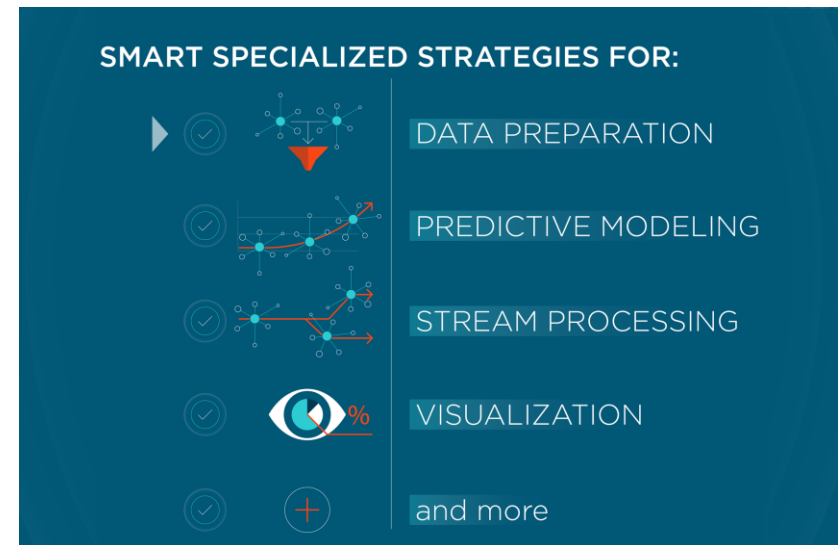 SMART SPECIALIZED STRATEGIES FOR:
DATA PREPARATION
PREDICTIVE MODELING
STREAM PROCESSING
% VISUALIZATION
and more